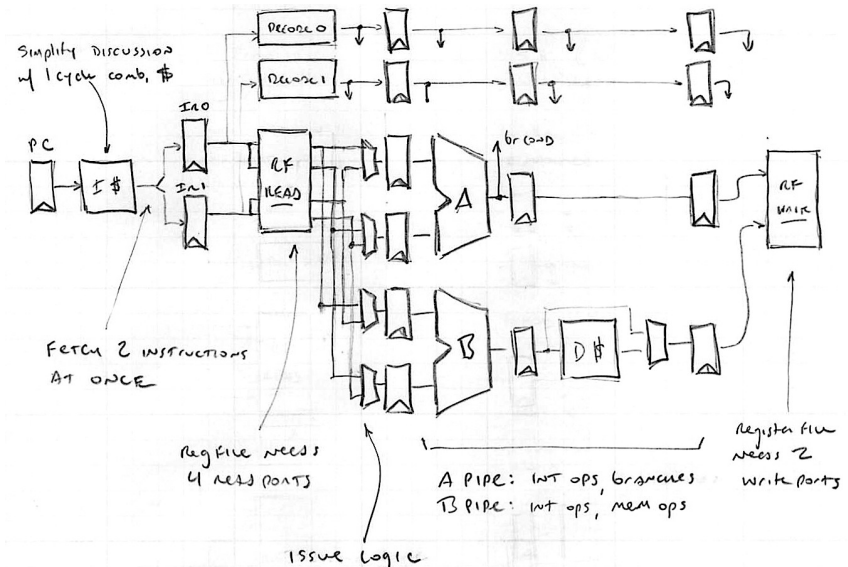 Simplify Discussion
w/ 1 cycle comb. $
PC
I $
IR0
IR1
Decode 0
Decode 1
RF
READ
A
br cond
RF
WRITE
B
D $
Fetch 2 instructions
AT ONCE
Regfile needs
4 read ports
Issue Logic
A pipe: INT ops, branches
B pipe: INT ops, mem ops
Register File
needs 2
write ports